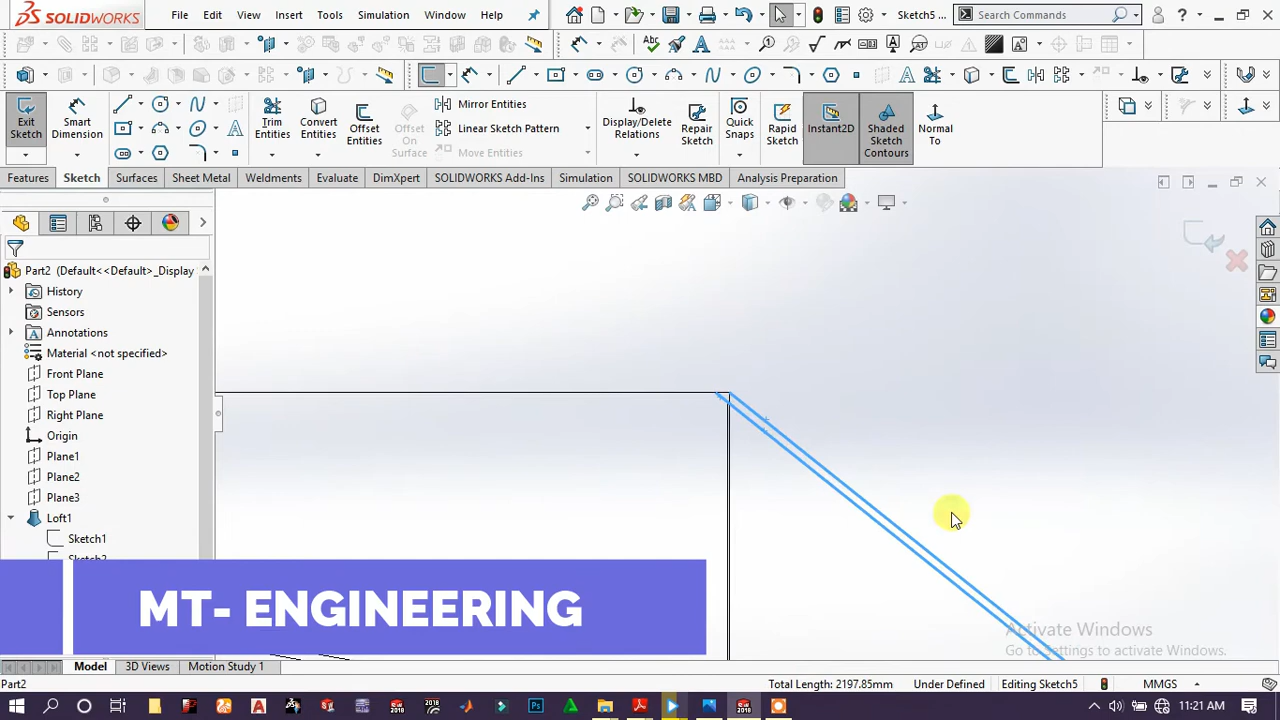 SOLIDWORKS
File Edit View Insert Tools Simulation Window Help
Sketch5 ...
Search Commands
Exit Sketch
Smart Dimension
Trim Entities
Convert Entities
Offset Entities
Offset On Surface
Mirror Entities
Linear Sketch Pattern
Move Entities
Display/Delete Relations
Repair Sketch
Quick Snaps
Rapid Sketch
Instant2D
Shaded Sketch Contours
Normal To
Features Sketch Surfaces Sheet Metal Weldments Evaluate DimXpert SOLIDWORKS Add-Ins Simulation SOLIDWORKS MBD Analysis Preparation
Part2 (Default<<Default>_Display
History
Sensors
Annotations
Material <not specified>
Front Plane
Top Plane
Right Plane
Origin
Plane1
Plane2
Plane3
Loft1
Sketch1
Sketch2
MT- ENGINEERING
Activate Windows
Go to Settings to activate Windows.
Model 3D Views Motion Study 1
Part2
Total Length: 2197.85mm Under Defined Editing Sketch5 MMGS
11:21 AM